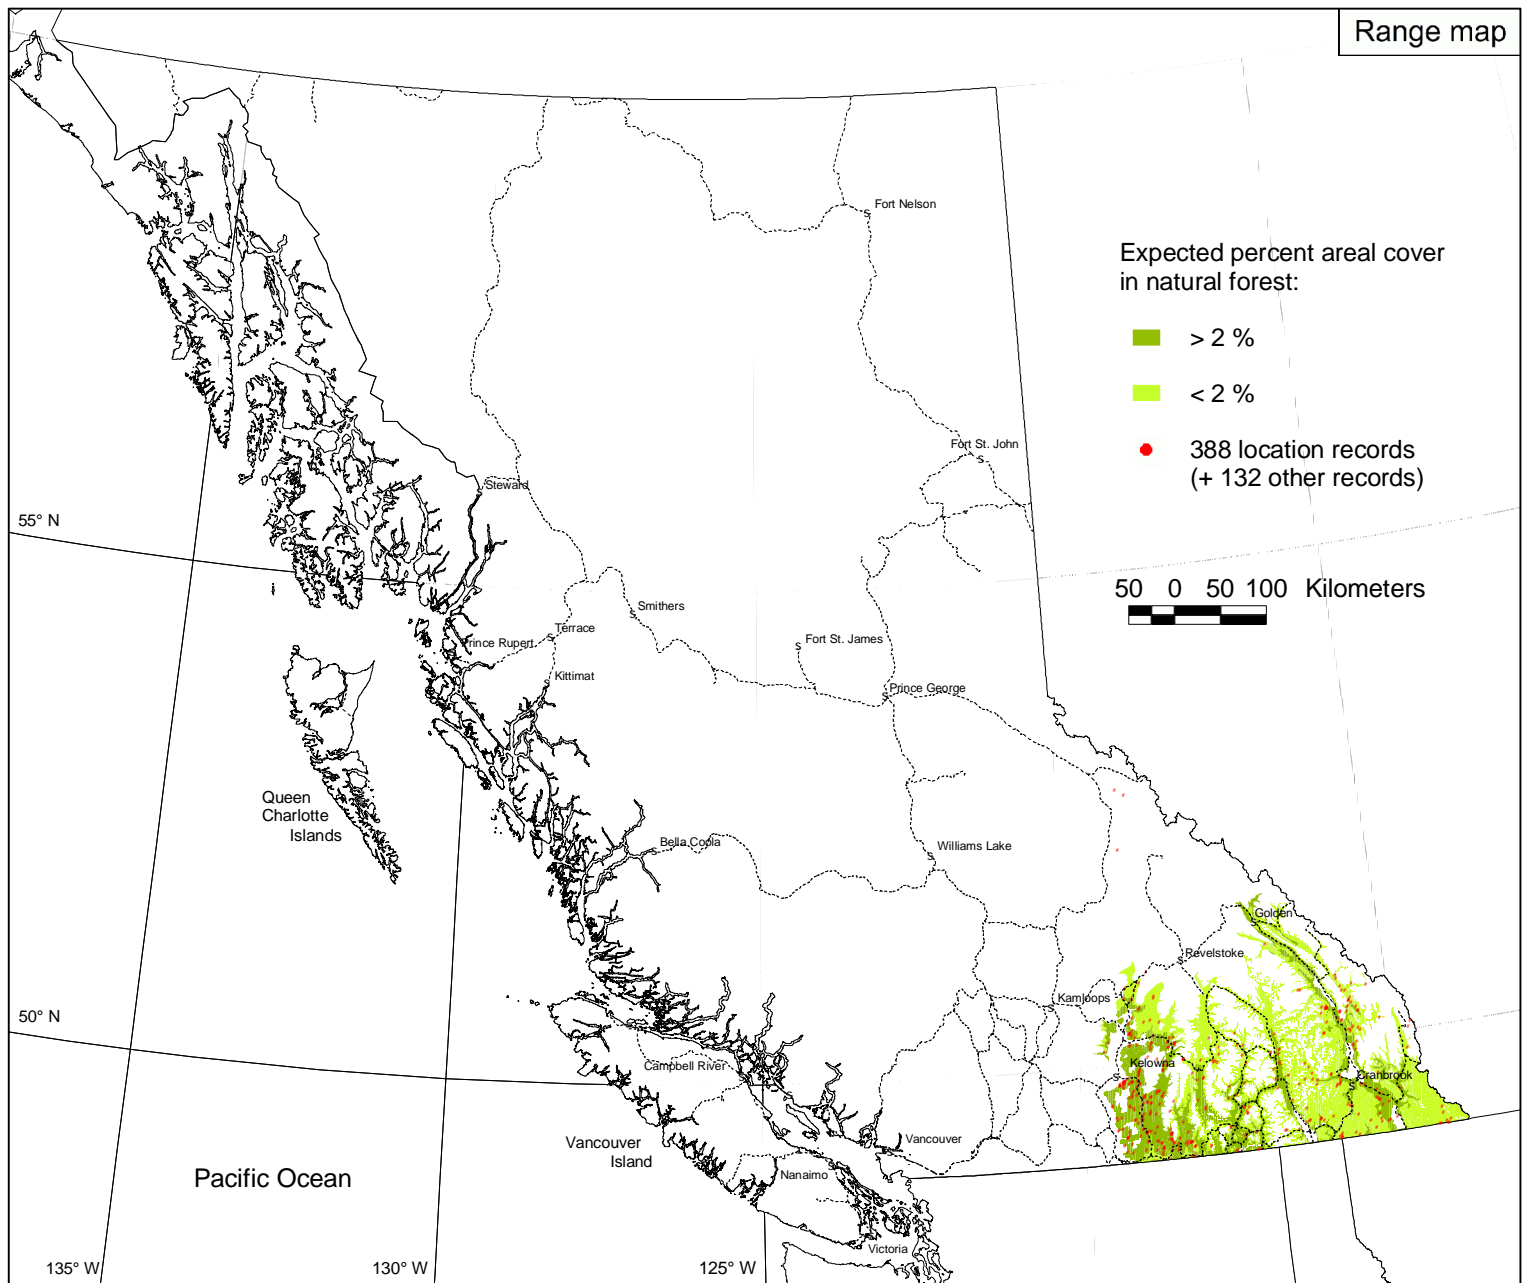 Range map
Fort Nelson
Expected percent areal cover
in natural forest:
> 2 %
< 2 %
388 location records
(+ 132 other records)
Fort St. John
Steward
55° N
50 0 50 100 Kilometers
Smithers
Terrace
Prince Rupert
Fort St. James
Kittimat
Prince George
Queen
Charlotte
Islands
Bella Coola
Williams Lake
Golden
Revelstoke
Kamloops
50° N
Campbell River
Kelowna
Cranbrook
Vancouver
Island
Vancouver
Nanaimo
Pacific Ocean
Victoria
135° W
130° W
125° W